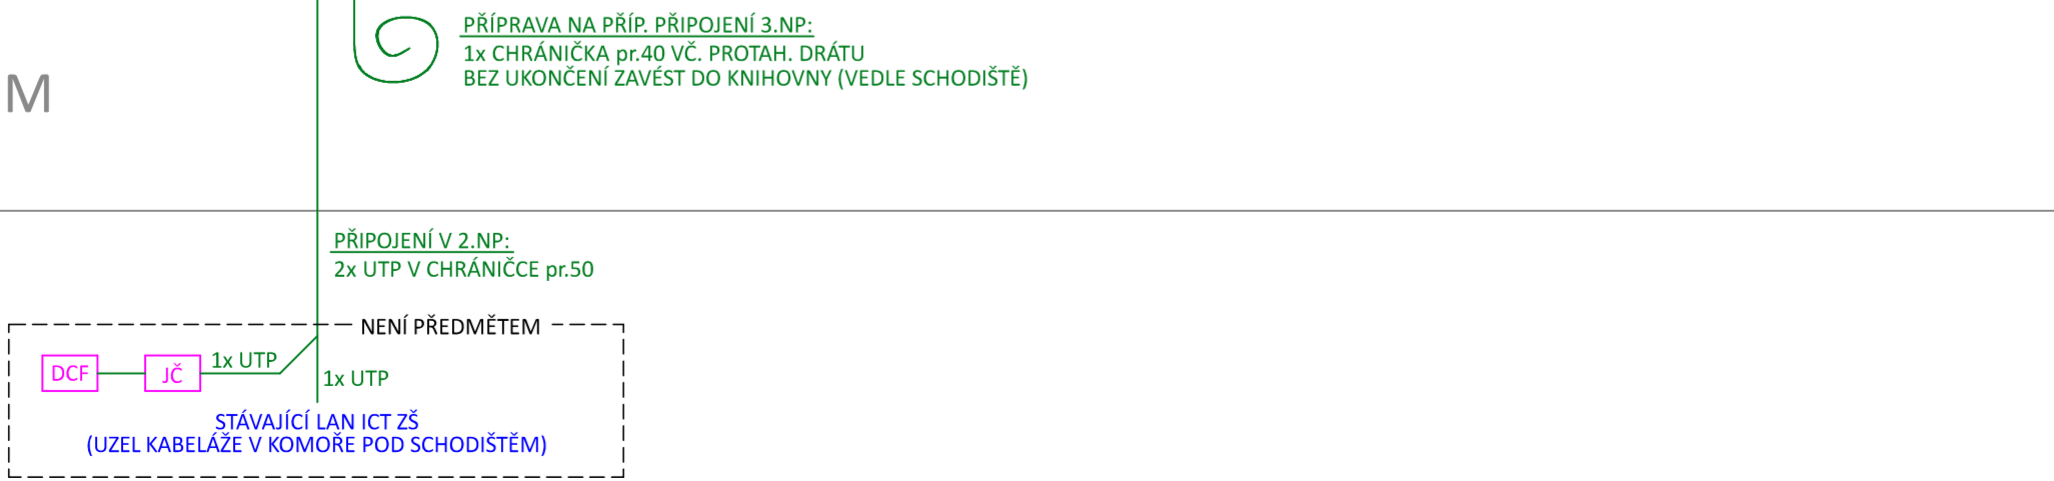 PŘÍPRAVA NA PŘÍP. PŘIPOJENÍ 3.NP:
1x CHRÁNIČKA pr.40 VČ. PROTAH. DRÁTU
BEZ UKONČENÍ ZAVÉST DO KNIHOVNY (VEDLE SCHODIŠTĚ)
M
PŘIPOJENÍ V 2.NP:
2x UTP V CHRÁNIČCE pr.50
NENÍ PŘEDMĚTEM
1x UTP
DCF
JČ
1x UTP
STÁVAJÍCÍ LAN ICT ZŠ
(UZEL KABELÁŽE V KOMOŘE POD SCHODIŠTĚM)